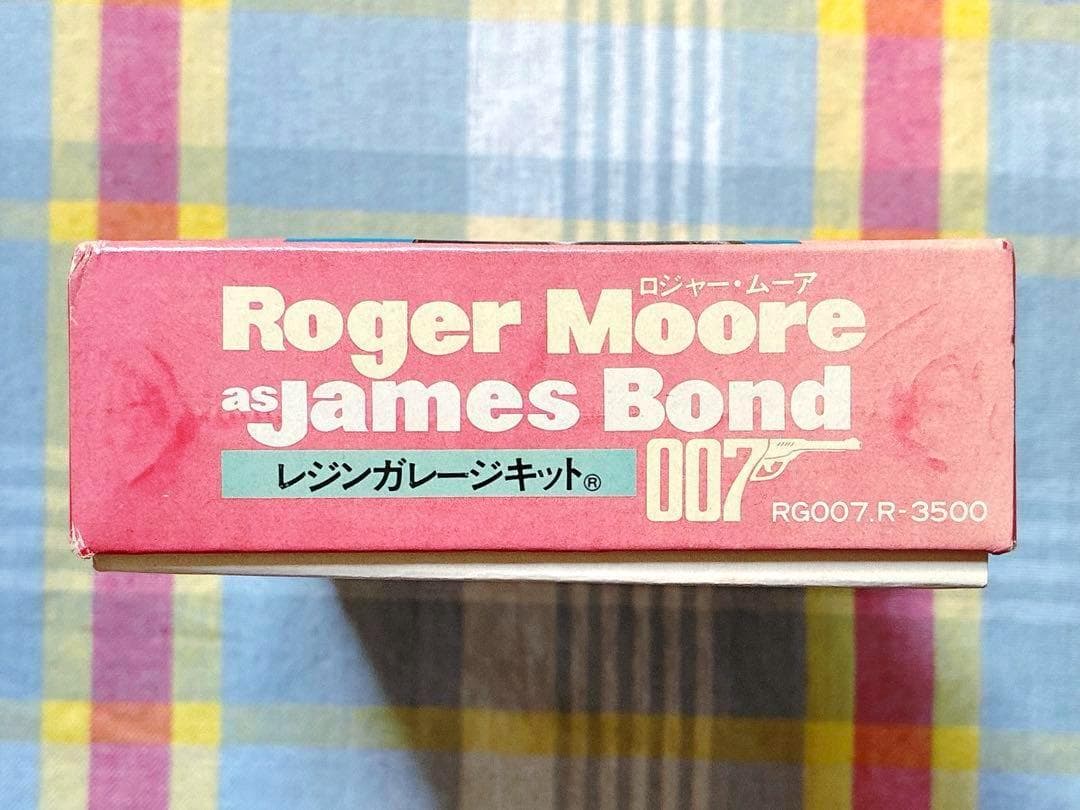 ロジャー・ムーア
Roger Moore
as James Bond
レジンガレージキット®
007
RG007.R-3500